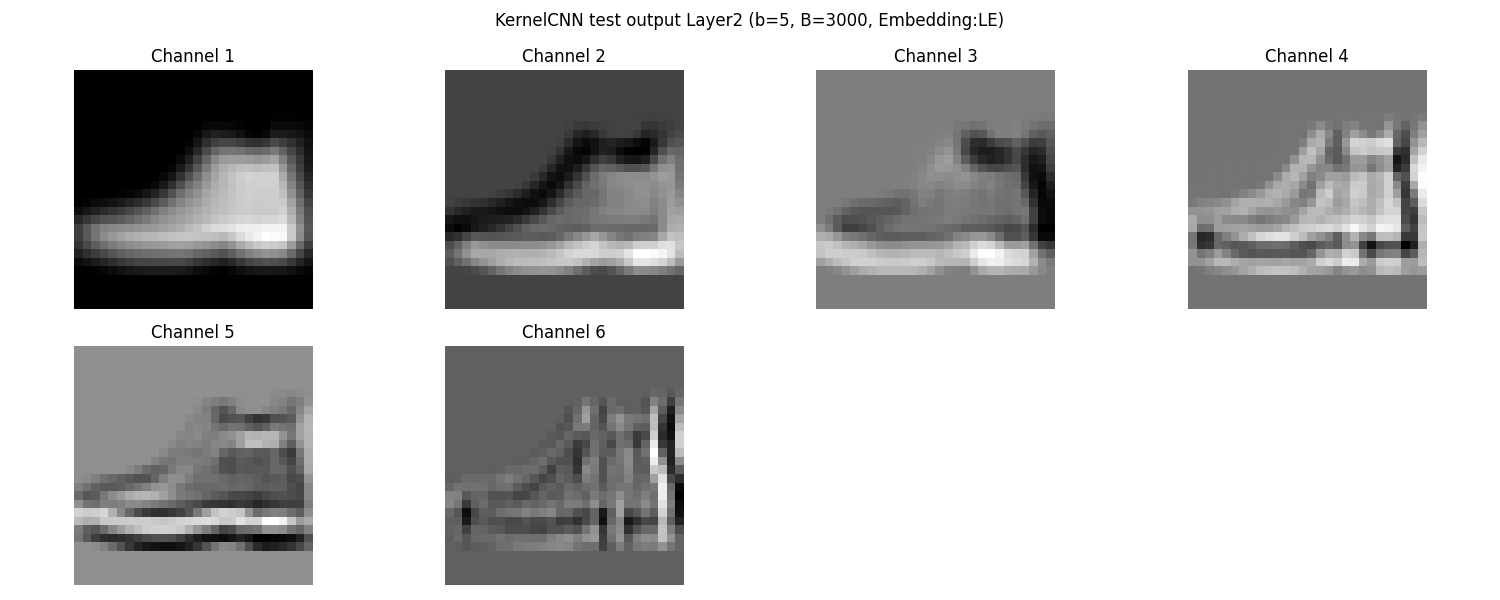 KernelCNN test output Layer2 (b=5, B=3000, Embedding:LE)
Channel 1
Channel 2
Channel 3
Channel 4
Channel 5
Channel 6